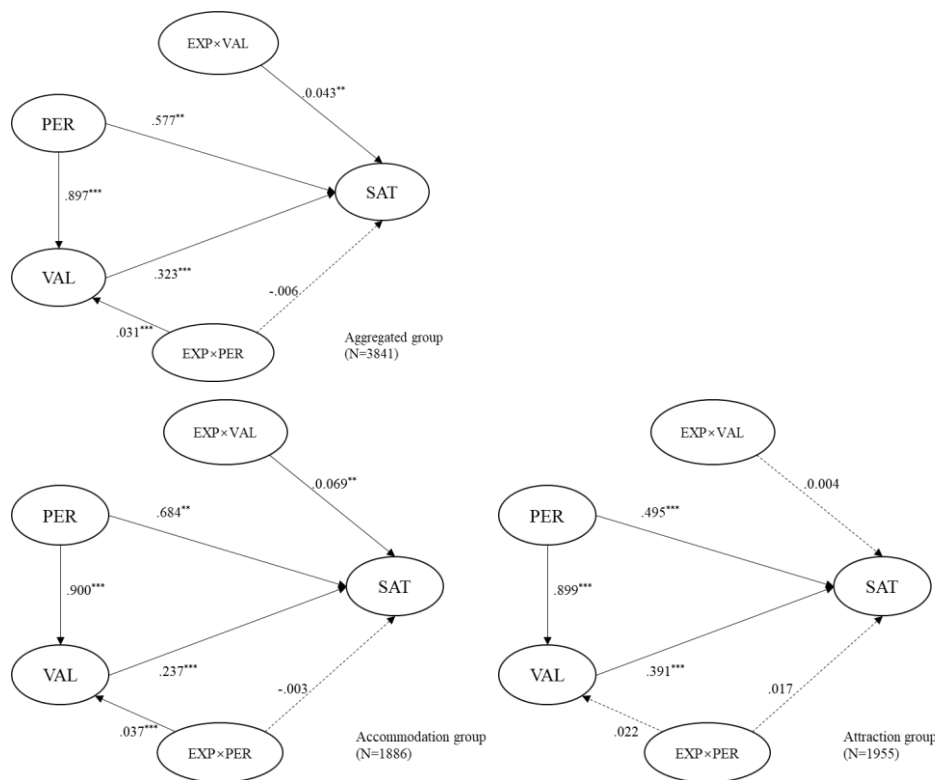 EXP×VAL
.0.043**
PER
.577**
SAT
.897***
VAL
.323***
-.006
.031***
EXP×PER
Aggregated group
(N=3841)
EXP×VAL
.0.069**
PER
.684**
SAT
.900***
VAL
.237***
-.003
.037***
EXP×PER
Accommodation group
(N=1886)
EXP×VAL
.0.004
PER
.495***
SAT
.899***
VAL
.391***
.017
.022
EXP×PER
Attraction group
(N=1955)